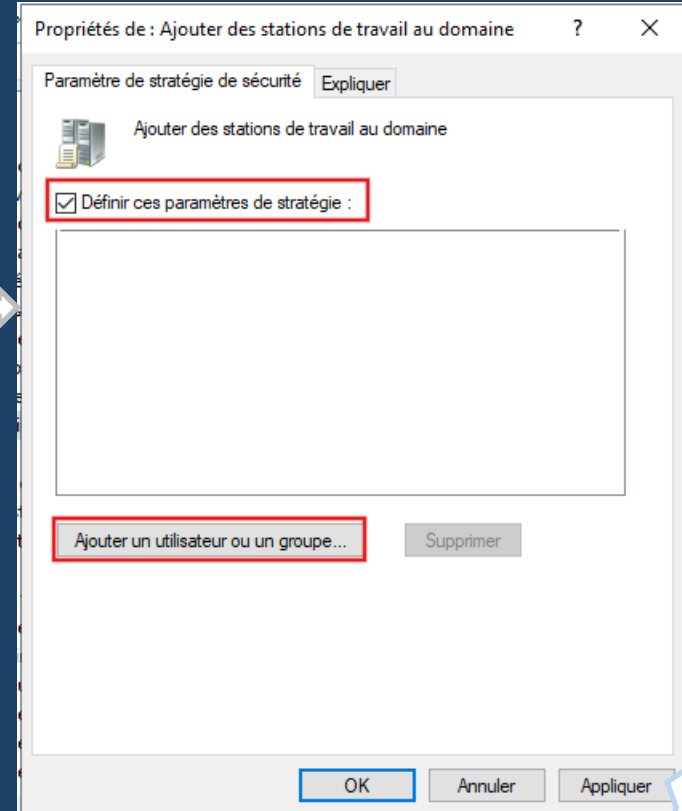 Propriétés de : Ajouter des stations de travail au domaine ? ✕
Paramètre de stratégie de sécurité Expliquer
Ajouter des stations de travail au domaine
Définir ces paramètres de stratégie :
Ajouter un utilisateur ou un groupe... Supprimer
OK Annuler Appliquer